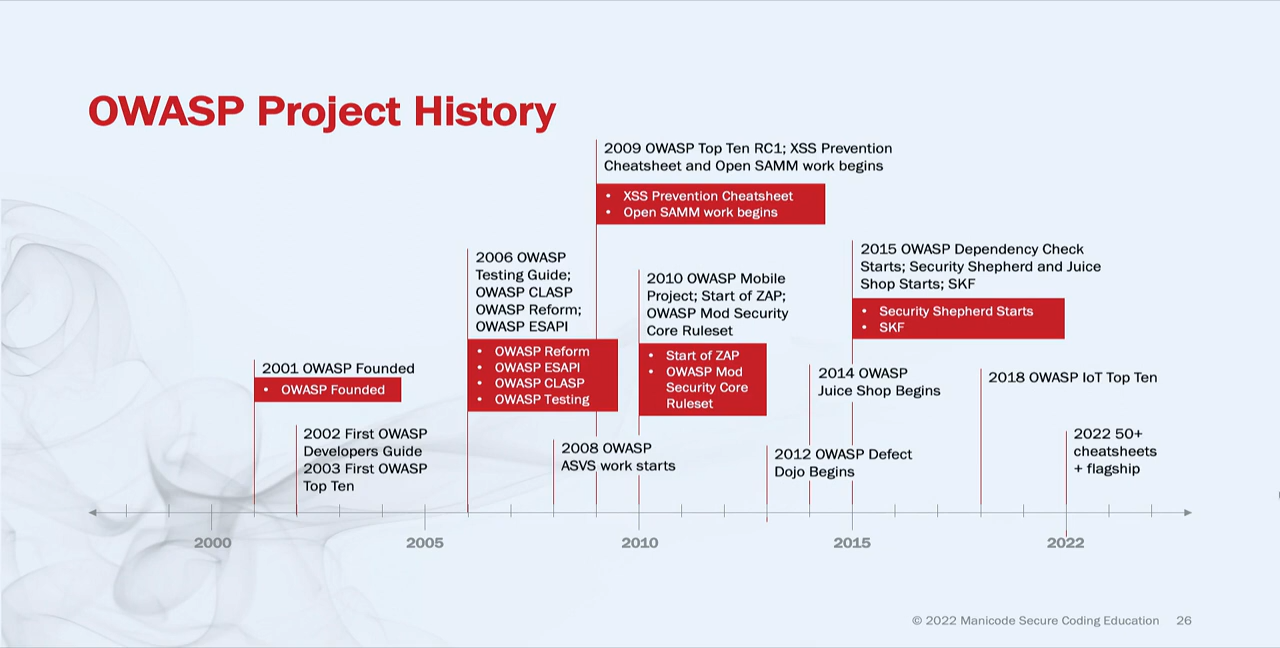 OWASP Project History
2009 OWASP Top Ten RC1; XSS Prevention
Cheatsheet and Open SAMM work begins
• XSS Prevention Cheatsheet
• Open SAMM work begins
2006 OWASP
Testing Guide;
OWASP CLASP
OWASP Reform;
OWASP ESAPI
• OWASP Reform
• OWASP ESAPI
• OWASP CLASP
• OWASP Testing
2010 OWASP Mobile
Project; Start of ZAP;
OWASP Mod Security
Core Ruleset
• Start of ZAP
• OWASP Mod
Security Core
Ruleset
2015 OWASP Dependency Check
Starts; Security Shepherd and Juice
Shop Starts; SKF
• Security Shepherd Starts
• SKF
2001 OWASP Founded
• OWASP Founded
2014 OWASP
Juice Shop Begins
2018 OWASP IoT Top Ten
2002 First OWASP
Developers Guide
2003 First OWASP
Top Ten
2008 OWASP
ASVS work starts
2012 OWASP Defect
Dojo Begins
2022 50+
cheatsheets
+ flagship
2000
2005
2010
2015
2022
© 2022 Manicode Secure Coding Education 26